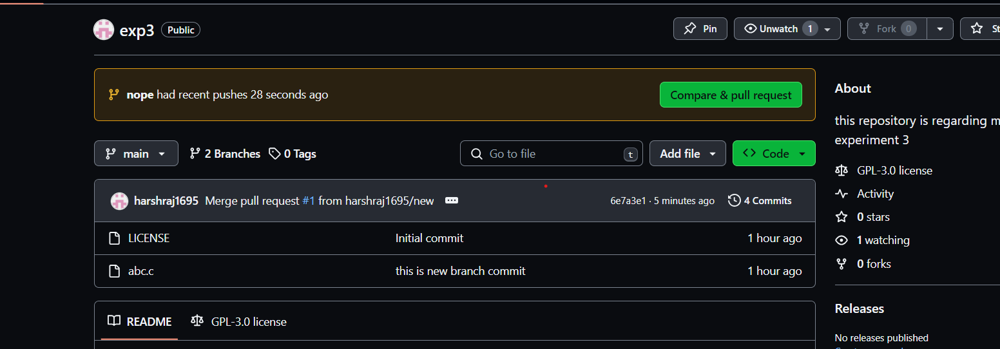 exp3 Public Pin Unwatch 1 Fork 0
nope had recent pushes 28 seconds ago Compare & pull request
main 2 Branches 0 Tags Go to file t Add file Code
harshraj1695 Merge pull request #1 from harshraj1695/new 6e7a3e1 · 5 minutes ago 4 Commits
LICENSE Initial commit 1 hour ago
abc.c this is new branch commit 1 hour ago
README GPL-3.0 license
About
this repository is regarding
experiment 3
GPL-3.0 license
Activity
0 stars
1 watching
0 forks
Releases
No releases published